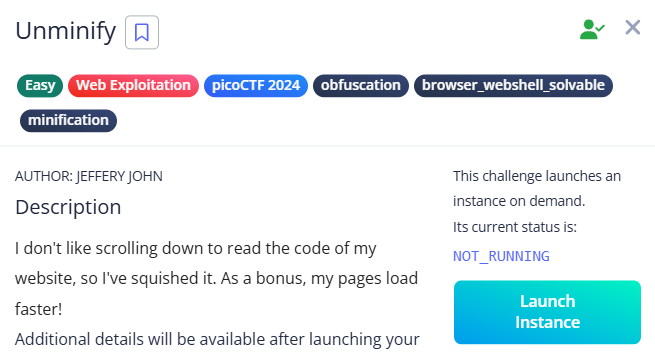 Unminify
Easy Web Exploitation picoCTF 2024 obfuscation browser_webshell_solvable
minification
AUTHOR: JEFFERY JOHN
Description
I don't like scrolling down to read the code of my
website, so I've squished it. As a bonus, my pages load
faster!
Additional details will be available after launching your
This challenge launches an
instance on demand.
Its current status is:
NOT_RUNNING
Launch
Instance